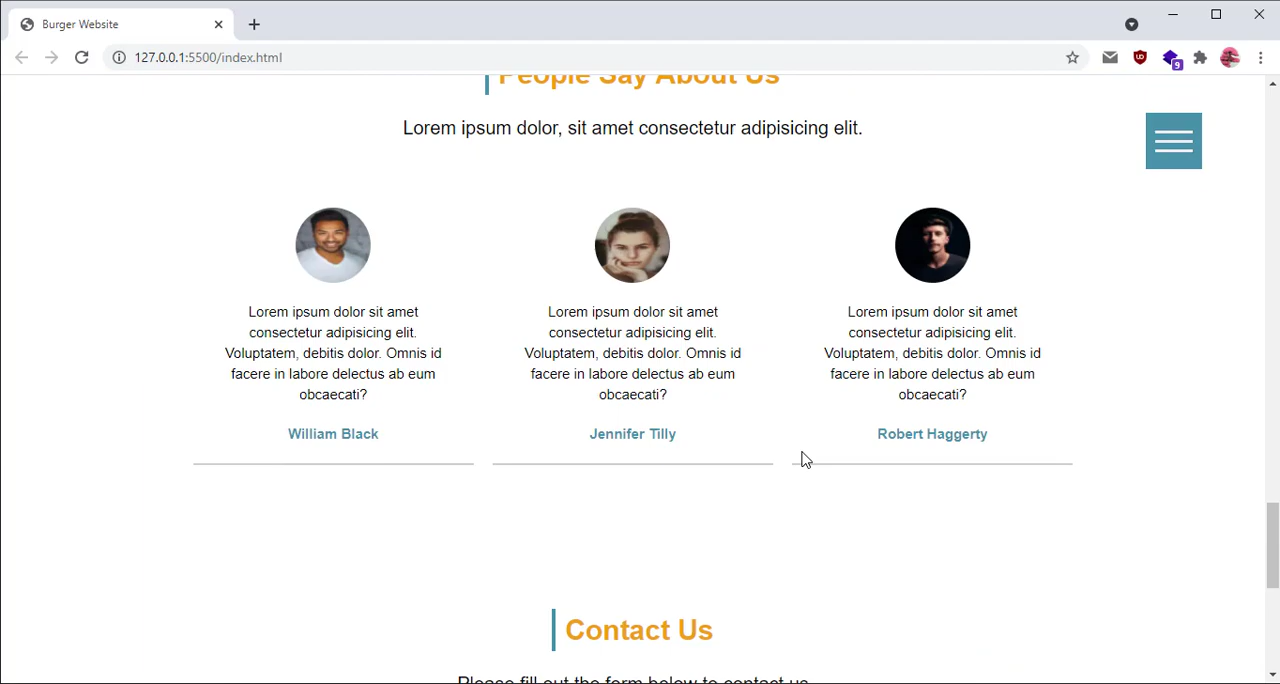 Burger Website
127.0.0.1:5500/index.html
UD
9
People Say About Us
Lorem ipsum dolor, sit amet consectetur adipisicing elit.
Lorem ipsum dolor sit amet
consectetur adipisicing elit.
Voluptatem, debitis dolor. Omnis id
facere in labore delectus ab eum
obcaecati?
William Black
Lorem ipsum dolor sit amet
consectetur adipisicing elit.
Voluptatem, debitis dolor. Omnis id
facere in labore delectus ab eum
obcaecati?
Jennifer Tilly
Lorem ipsum dolor sit amet
consectetur adipisicing elit.
Voluptatem, debitis dolor. Omnis id
facere in labore delectus ab eum
obcaecati?
Robert Haggerty
Contact Us
Please fill out the form below to contact us